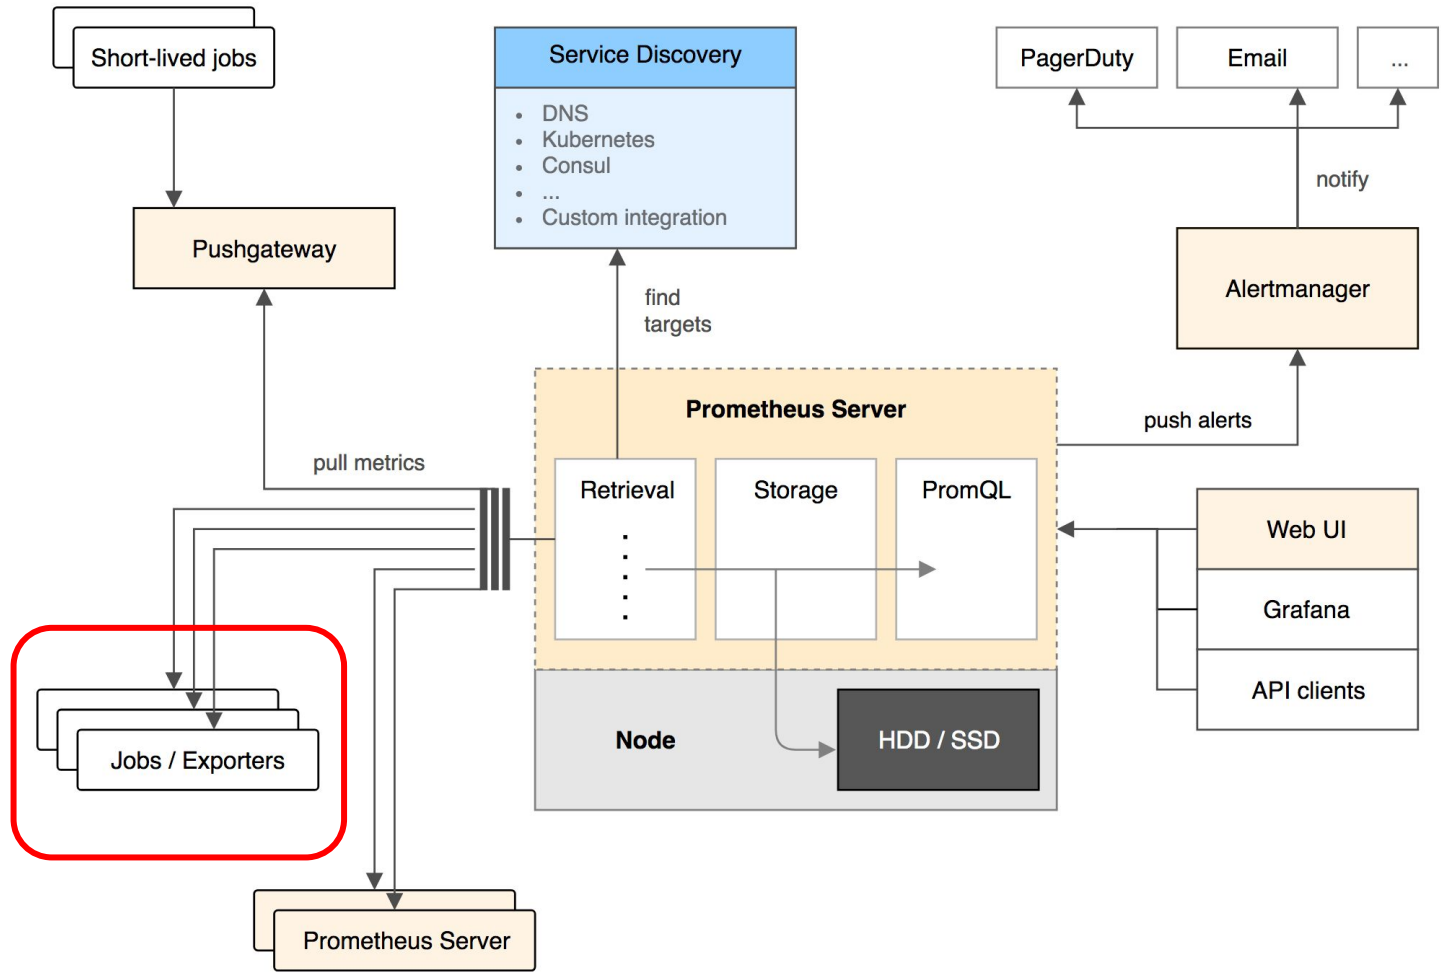 Short-lived jobs
Service Discovery
• DNS
• Kubernetes
• Consul
• ...
• Custom integration
PagerDuty
Email
...
notify
Pushgateway
Alertmanager
find
targets
Prometheus Server
push alerts
pull metrics
Retrieval
Storage
PromQL
Web UI
Grafana
API clients
Node
HDD / SSD
Jobs / Exporters
Prometheus Server